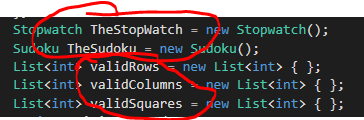 Stopwatch TheStopWatch = new Stopwatch();
Sudoku TheSudoku = new Sudoku();
List<int> validRows = new List<int> { };
List<int> validColumns = new List<int> { };
List<int> validSquares = new List<int> { };